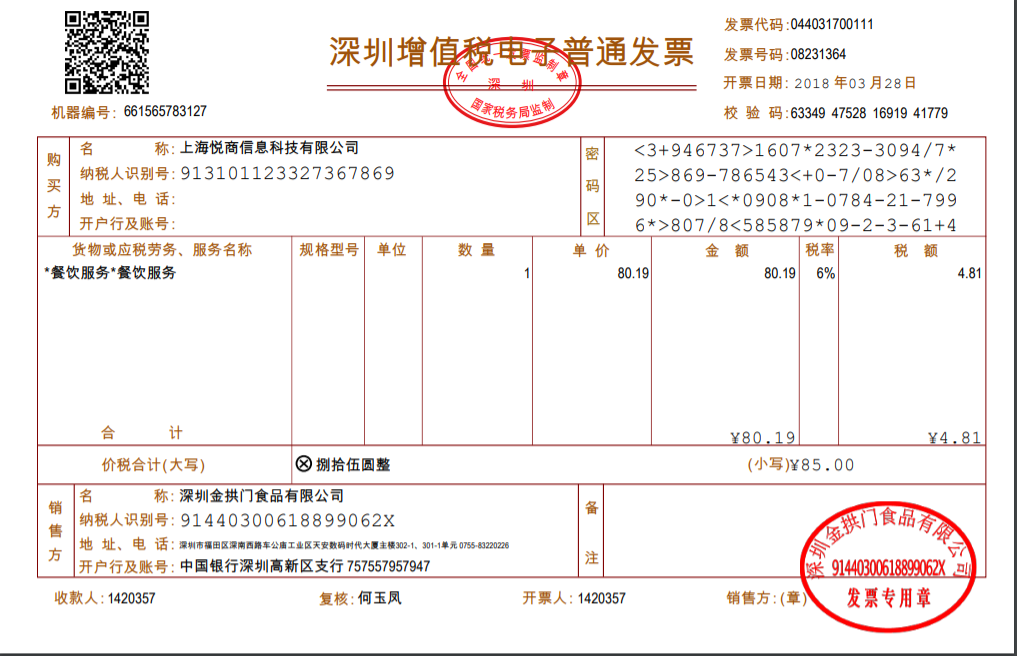 深圳增值税电子普通发票
全国统一发票监制章
深 圳
国家税务局监制
发票代码:044031700111
发票号码:08231364
开票日期:2018年03月28日
校 验 码:63349 47528 16919 41779
机器编号:661565783127
购买方
名 称:上海悦商信息科技有限公司
纳税人识别号:913101123327367869
地 址、电 话:
开户行及账号:
密码区
<3+946737>1607*2323-3094/7*
25>869-786543<+0-7/08>63*/2
90*-0>1<*0908*1-0784-21-799
6*>807/8<585879*09-2-3-61+4
货物或应税劳务、服务名称 规格型号 单位 数 量 单 价 金 额 税率 税 额
*餐饮服务*餐饮服务 1 80.19 80.19 6% 4.81
合 计 ¥80.19 ¥4.81
价税合计(大写) ⊗捌拾伍圆整 (小写)¥85.00
销售方
名 称:深圳金拱门食品有限公司
纳税人识别号:91440300618899062X
地 址、电 话:深圳市福田区深南西路车公庙工业区天安数码时代大厦主楼302-1、301-1单元 0755-83220226
开户行及账号:中国银行深圳高新区支行 757557957947
备注
深圳金拱门食品有限公司
91440300618899062X
发票专用章
收款人:1420357 复核:何玉凤 开票人:1420357 销售方:(章)